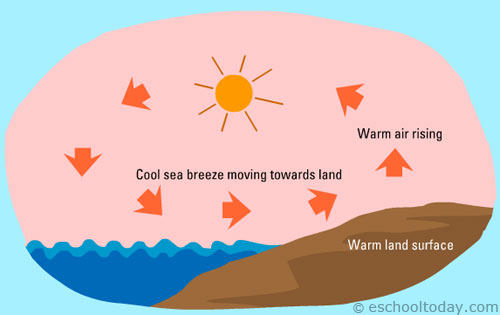 Warm air rising
Cool sea breeze moving towards land
Warm land surface
© eschooltoday.com